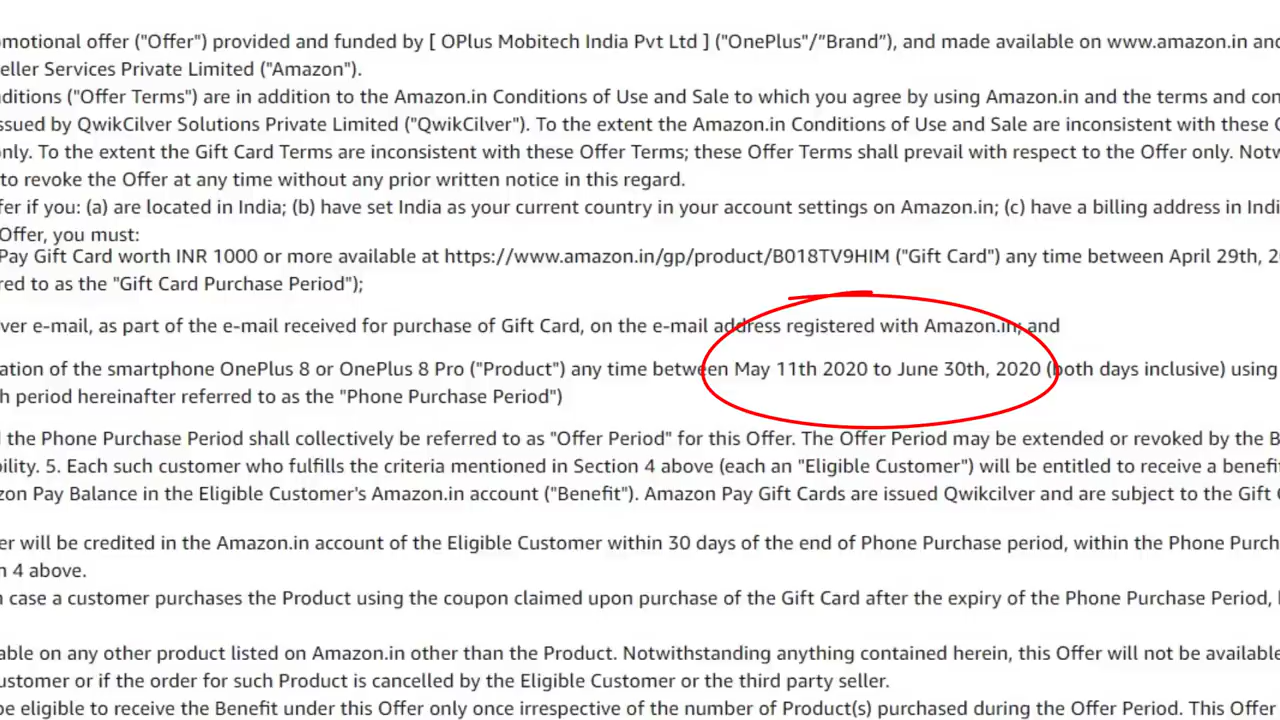 motional offer ("Offer") provided and funded by [ OPlus Mobitech India Pvt Ltd ] ("OnePlus"/"Brand"), and made available on www.amazon.in and
eller Services Private Limited ("Amazon").
ditions ("Offer Terms") are in addition to the Amazon.in Conditions of Use and Sale to which you agree by using Amazon.in and the terms and con
ssued by QwikCilver Solutions Private Limited ("QwikCilver"). To the extent the Amazon.in Conditions of Use and Sale are inconsistent with these
only. To the extent the Gift Card Terms are inconsistent with these Offer Terms; these Offer Terms shall prevail with respect to the Offer only. Notw
to revoke the Offer at any time without any prior written notice in this regard.
fer if you: (a) are located in India; (b) have set India as your current country in your account settings on Amazon.in; (c) have a billing address in Indi
Offer, you must:
Pay Gift Card worth INR 1000 or more available at https://www.amazon.in/gp/product/B018TV9HIM ("Gift Card") any time between April 29th, 2
red to as the "Gift Card Purchase Period");
ver e-mail, as part of the e-mail received for purchase of Gift Card, on the e-mail address registered with Amazon.in; and
ation of the smartphone OnePlus 8 or OnePlus 8 Pro ("Product") any time between May 11th 2020 to June 30th, 2020 (both days inclusive) using
h period hereinafter referred to as the "Phone Purchase Period")
the Phone Purchase Period shall collectively be referred to as "Offer Period" for this Offer. The Offer Period may be extended or revoked by the B
bility. 5. Each such customer who fulfills the criteria mentioned in Section 4 above (each an "Eligible Customer") will be entitled to receive a benefi
zon Pay Balance in the Eligible Customer's Amazon.in account ("Benefit"). Amazon Pay Gift Cards are issued Qwikcilver and are subject to the Gift
er will be credited in the Amazon.in account of the Eligible Customer within 30 days of the end of Phone Purchase period, within the Phone Purch
n 4 above.
n case a customer purchases the Product using the coupon claimed upon purchase of the Gift Card after the expiry of the Phone Purchase Period,
able on any other product listed on Amazon.in other than the Product. Notwithstanding anything contained herein, this Offer will not be available
ustomer or if the order for such Product is cancelled by the Eligible Customer or the third party seller.
be eligible to receive the Benefit under this Offer only once irrespective of the number of Product(s) purchased during the Offer Period. This Offer